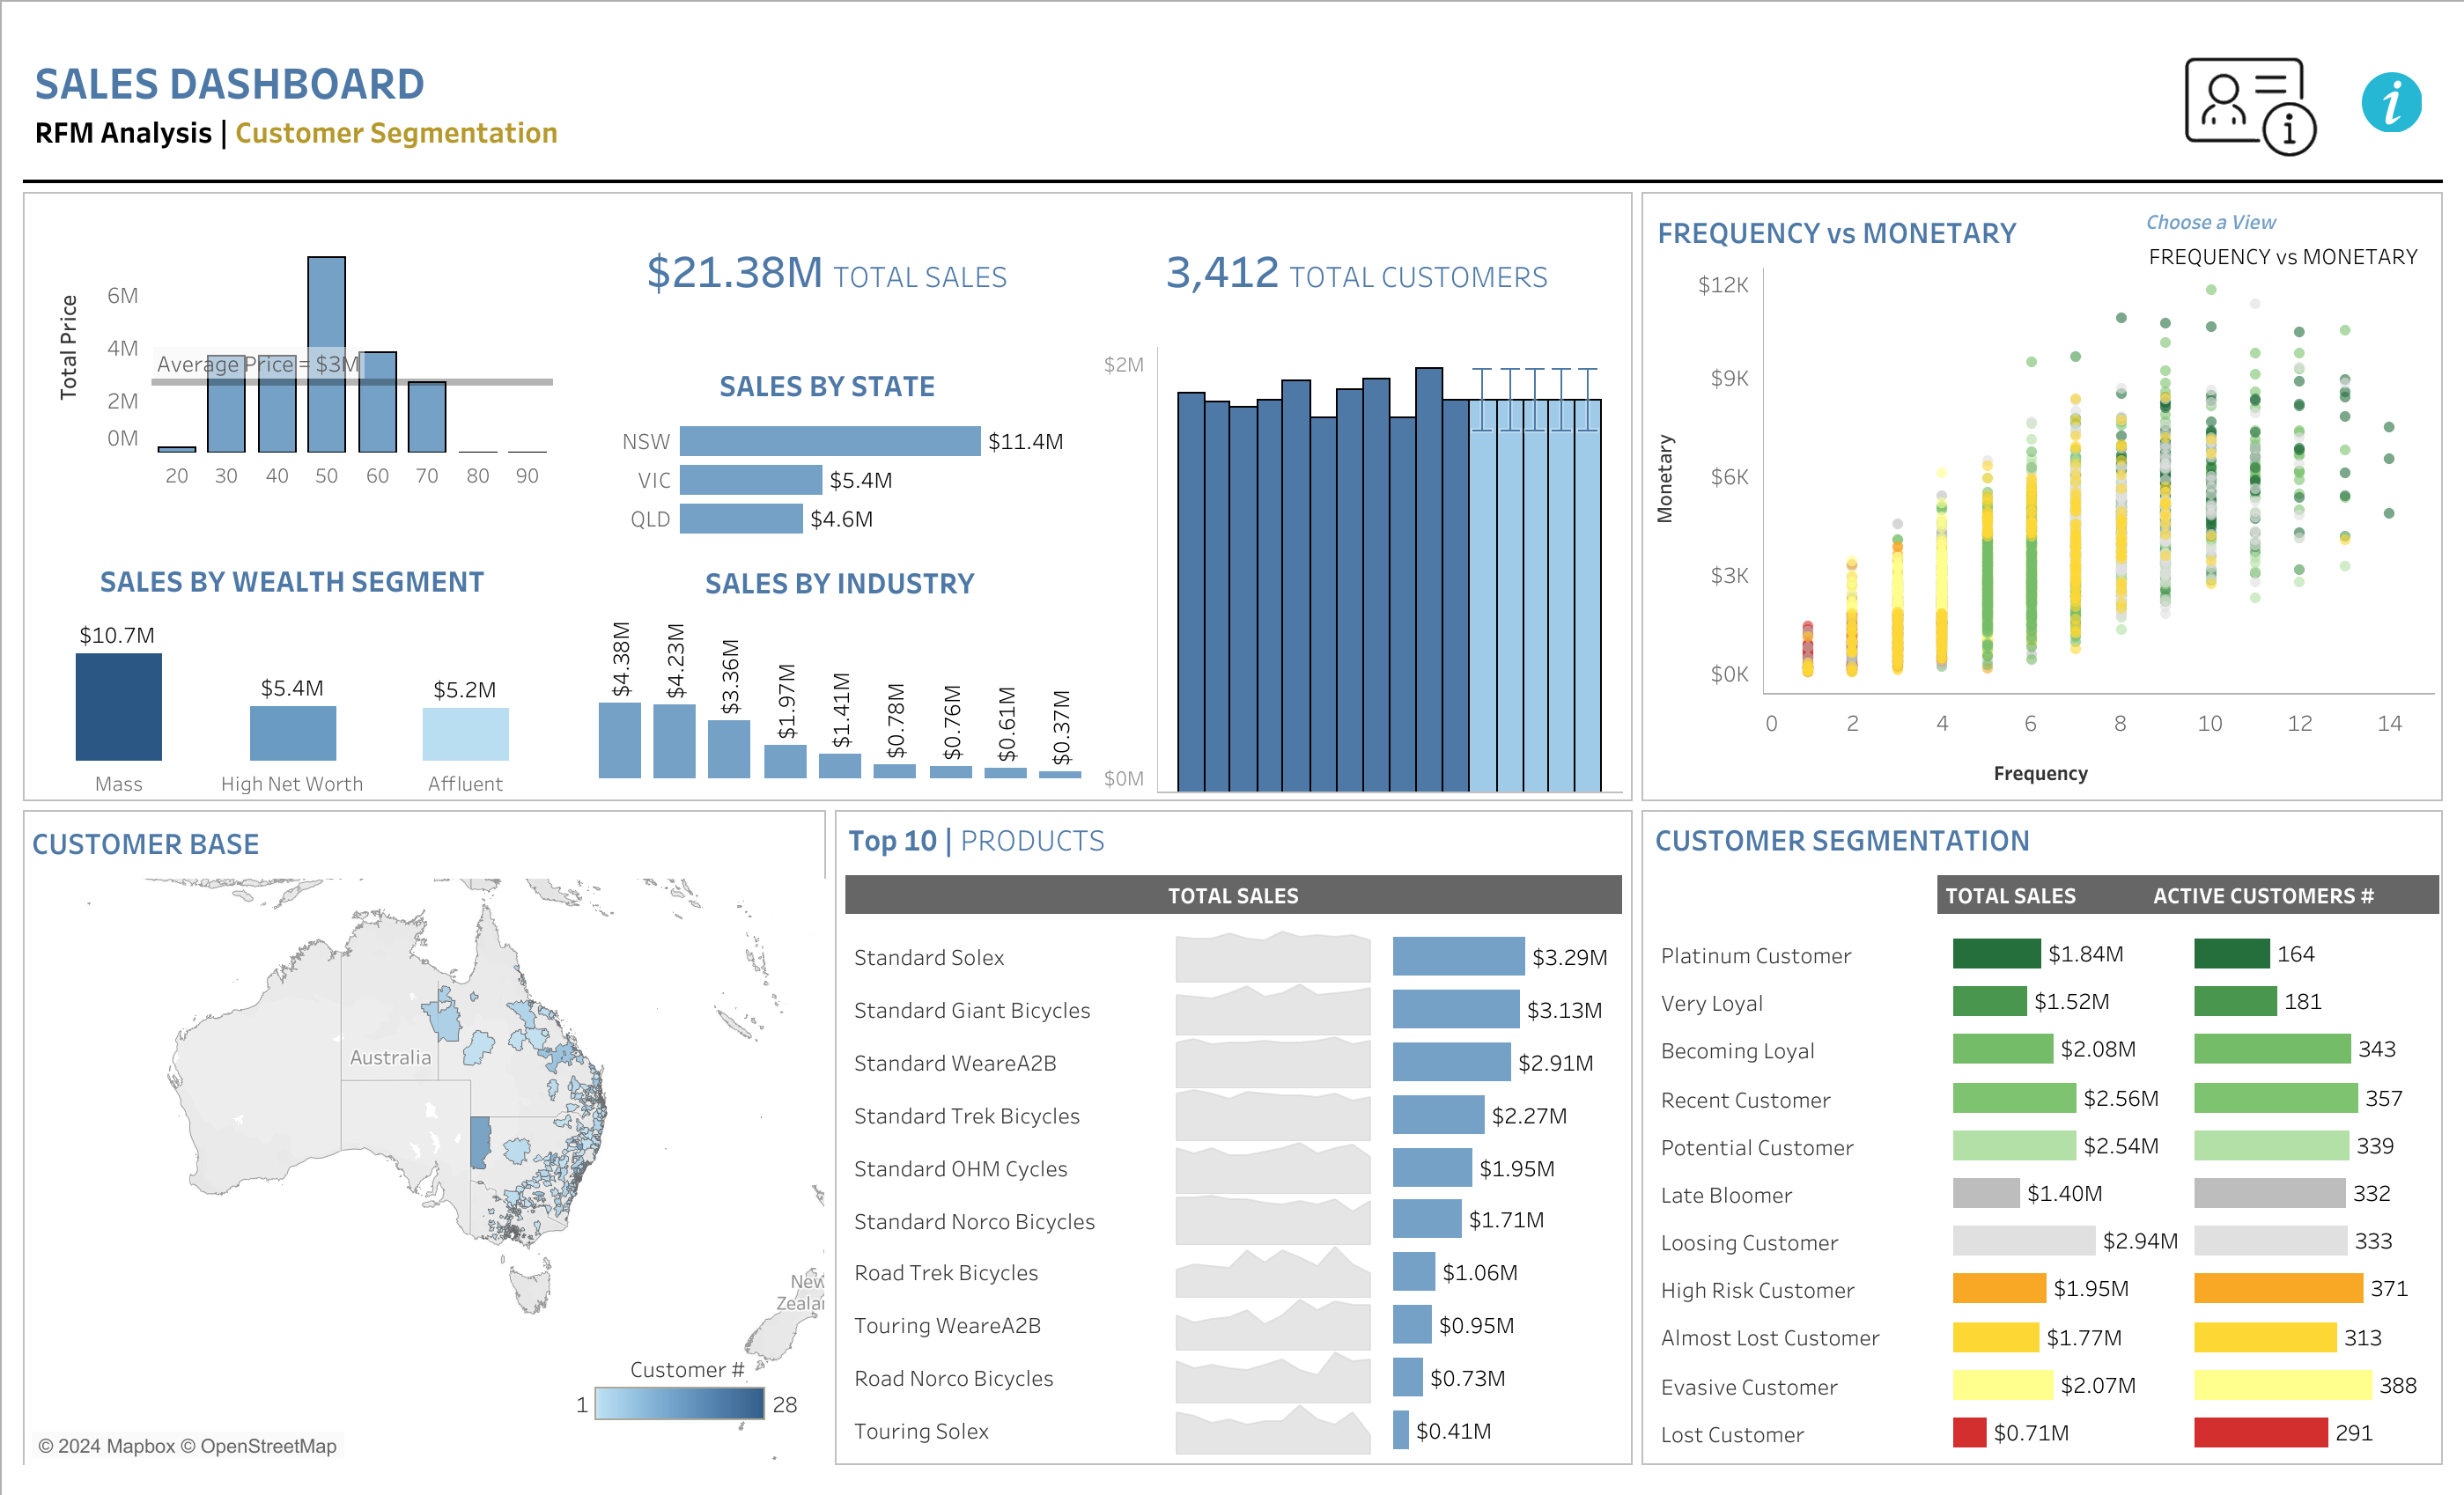 SALES DASHBOARD
RFM Analysis | Customer Segmentation
i
i
Total Price
6M
4M
2M
0M
Average Price = $3M
20 30 40 50 60 70 80 90
$21.38M TOTAL SALES
SALES BY STATE
NSW $11.4M
VIC $5.4M
QLD $4.6M
3,412 TOTAL CUSTOMERS
$2M
$0M
SALES BY WEALTH SEGMENT
$10.7M
$5.4M
$5.2M
Mass High Net Worth Affluent
SALES BY INDUSTRY
$4.38M
$4.23M
$3.36M
$1.97M
$1.41M
$0.78M
$0.76M
$0.61M
$0.37M
FREQUENCY vs MONETARY
Choose a View
FREQUENCY vs MONETARY
Monetary
$12K
$9K
$6K
$3K
$0K
0 2 4 6 8 10 12 14
Frequency
CUSTOMER BASE
Australia
New
Zealan
Customer #
1 28
© 2024 Mapbox © OpenStreetMap
Top 10 | PRODUCTS
TOTAL SALES
Standard Solex $3.29M
Standard Giant Bicycles $3.13M
Standard WeareA2B $2.91M
Standard Trek Bicycles $2.27M
Standard OHM Cycles $1.95M
Standard Norco Bicycles $1.71M
Road Trek Bicycles $1.06M
Touring WeareA2B $0.95M
Road Norco Bicycles $0.73M
Touring Solex $0.41M
CUSTOMER SEGMENTATION
TOTAL SALES ACTIVE CUSTOMERS #
Platinum Customer $1.84M 164
Very Loyal $1.52M 181
Becoming Loyal $2.08M 343
Recent Customer $2.56M 357
Potential Customer $2.54M 339
Late Bloomer $1.40M 332
Loosing Customer $2.94M 333
High Risk Customer $1.95M 371
Almost Lost Customer $1.77M 313
Evasive Customer $2.07M 388
Lost Customer $0.71M 291